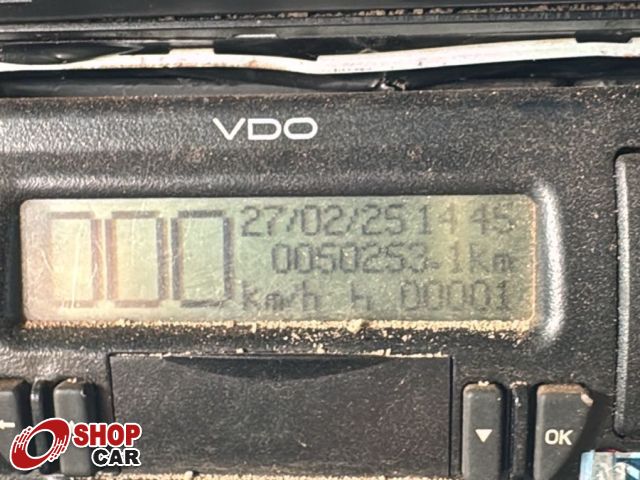 VDO
000
27/02/25 14 45
0050253.1km
km/h h 00001
← ▼ OK
SHOP
CAR